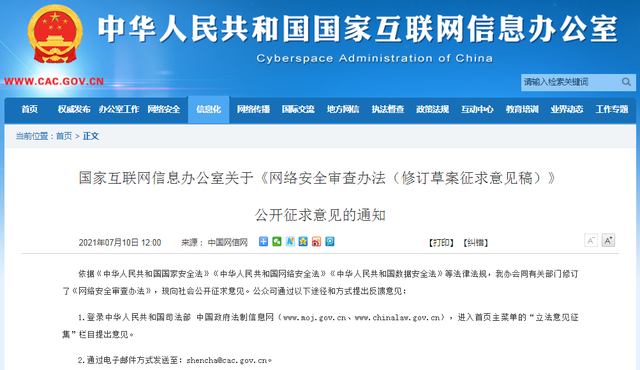 中华人民共和国国家互联网信息办公室
Cyberspace Administration of China
WWW.CAC.GOV.CN
请输入检索关键词
首页 权威发布 办公室工作 网络安全 信息化 网络传播 国际交流 地方网信 执法督查 政策法规 互动中心 教育培训 业界动态 工作专题
当前位置：首页 > 正文
国家互联网信息办公室关于《网络安全审查办法（修订草案征求意见稿）》
公开征求意见的通知
2021年07月10日 12:00 来源： 中国网信网 【打印】【纠错】 A- A+
依据《中华人民共和国国家安全法》《中华人民共和国网络安全法》《中华人民共和国数据安全法》等法律法规，我办会同有关部门修订
了《网络安全审查办法》，现向社会公开征求意见。公众可通过以下途径和方式提出反馈意见：
1.登录中华人民共和国司法部 中国政府法制信息网（www.moj.gov.cn、www.chinalaw.gov.cn），进入首页主菜单的“立法意见征
集”栏目提出意见。
2.通过电子邮件方式发送至：shencha@cac.gov.cn。